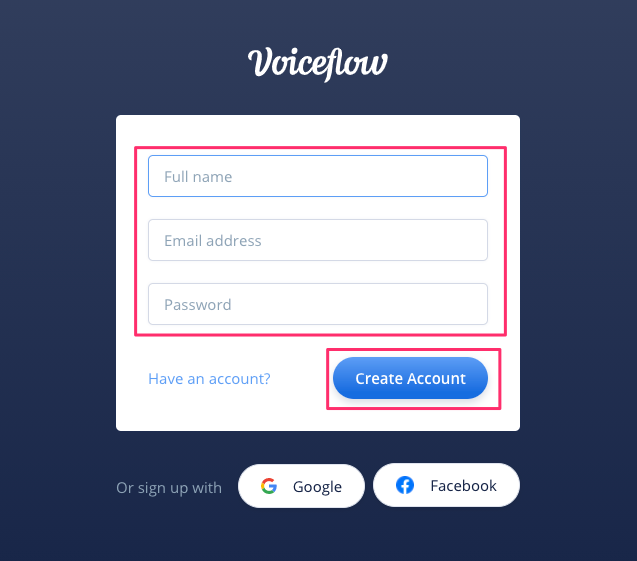 Voiceflow
Full name
Email address
Password
Have an account?
Create Account
Or sign up with
Google
Facebook